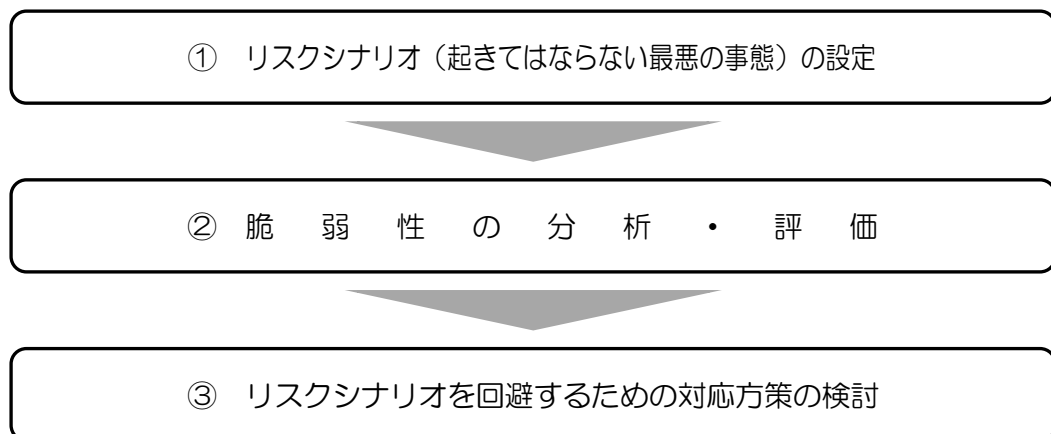 ① リスクシナリオ(起きてはならない最悪の事態)の設定
② 脆弱性の分析・評価
③ リスクシナリオを回避するための対応方策の検討